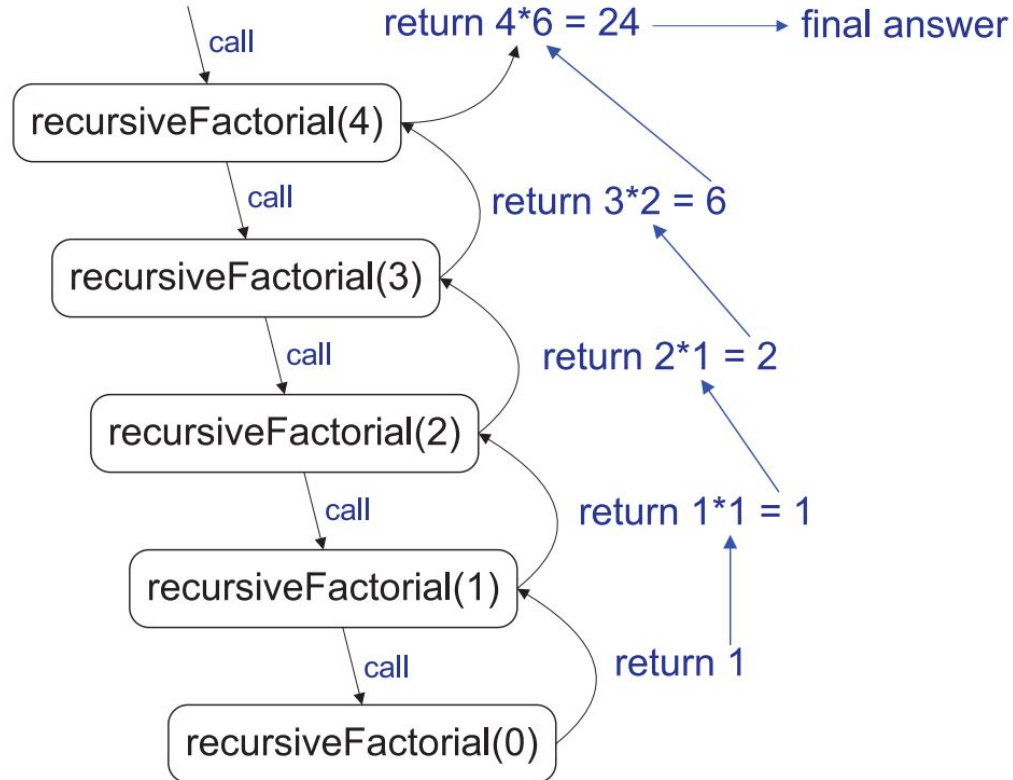 return 4*6 = 24
final answer
call
recursiveFactorial(4)
call
return 3*2 = 6
recursiveFactorial(3)
call
return 2*1 = 2
recursiveFactorial(2)
call
return 1*1 = 1
recursiveFactorial(1)
call
return 1
recursiveFactorial(0)